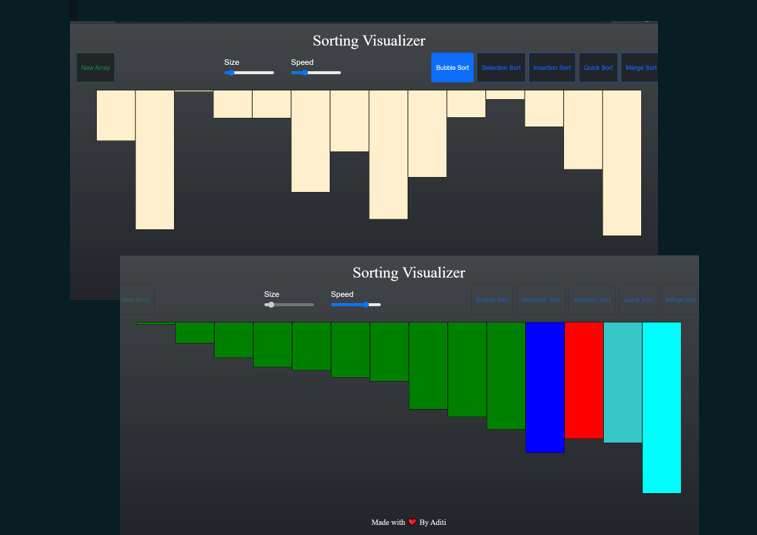 Sorting Visualizer
New Array
Size
Speed
Bubble Sort
Selection Sort
Insertion Sort
Quick Sort
Merge Sort
Sorting Visualizer
New Array
Size
Speed
Bubble Sort
Selection Sort
Insertion Sort
Quick Sort
Merge Sort
Made with ❤️ By Aditi